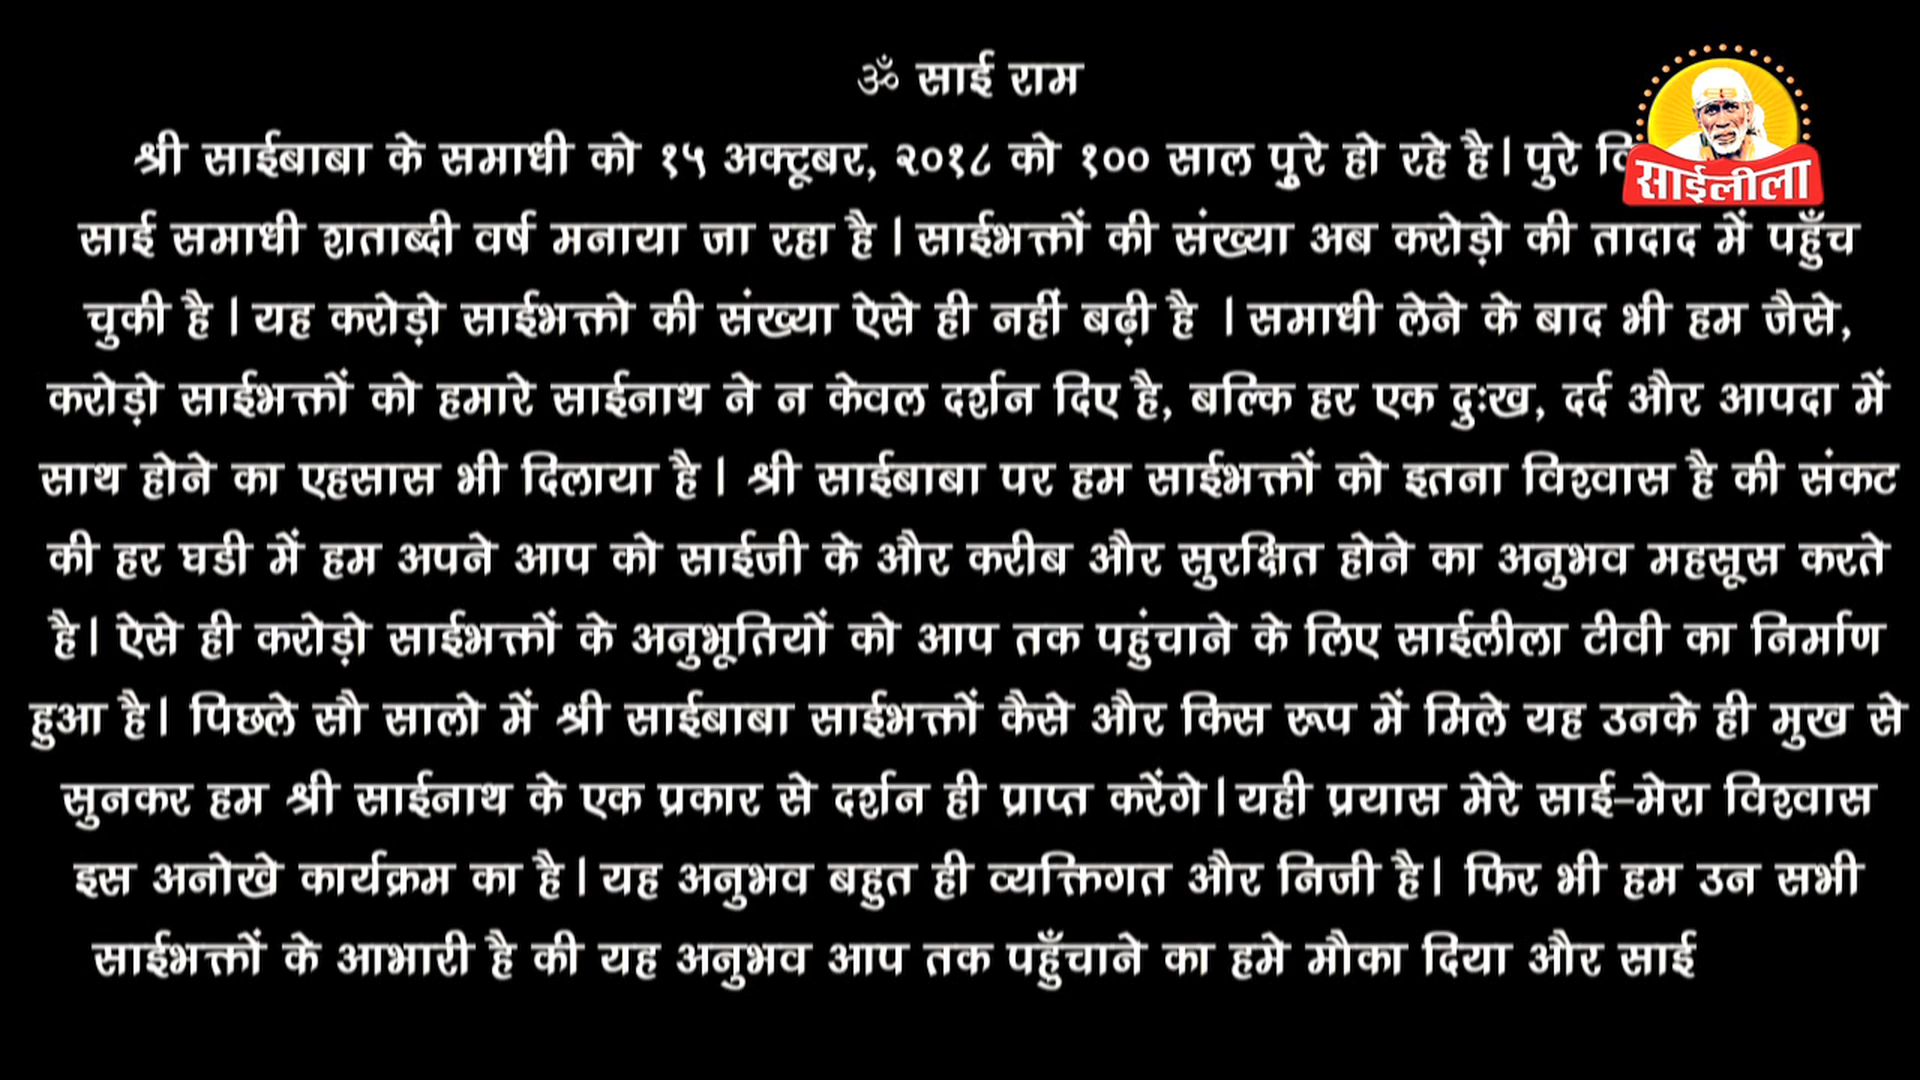 ॐ साई राम
श्री साईबाबा के समाधी को १५ अक्टूबर, २०१८ को १०० साल पुूरे हो रहे है। पुरे
साईलीला
साई समाधी शताब्दी वर्ष मनाया जा रहा है । साईभक्तों की संख्या अब करोड़ो की तादाद में पहुँच
चुकी है । यह करोड़ो साईभक्तो की संख्या ऐसे ही नहीं बढ़ी है । समाधी लेने के बाद भी हम जैसे,
करोड़ो साईभक्तों को हमारे साईनाथ ने न केवल दर्शन दिए है, बल्कि हर एक दुःख, दर्द और आपदा में
साथ होने का एहसास भी दिलाया है । श्री साईबाबा पर हम साईभक्तों को इतना विश्वास है की संकट
की हर घडी में हम अपने आप को साईजी के और करीब और सुरक्षित होने का अनुभव महसूस करते
है । ऐसे ही करोड़ो साईभक्तों के अनुभूतियों को आप तक पहुंचाने के लिए साईलीला टीवी का निर्माण
हुआ है । पिछले सौ सालो में श्री साईबाबा साईभक्तों कैसे और किस रूप में मिले यह उनके ही मुख से
सुनकर हम श्री साईनाथ के एक प्रकार से दर्शन ही प्राप्त करेंगे । यही प्रयास मेरे साई-मेरा विश्वास
इस अनोखे कार्यक्रम का है । यह अनुभव बहुत ही व्यक्तिगत और निजी है । फिर भी हम उन सभी
साईभक्तों के आभारी है की यह अनुभव आप तक पहुँचाने का हमे मौका दिया और साई